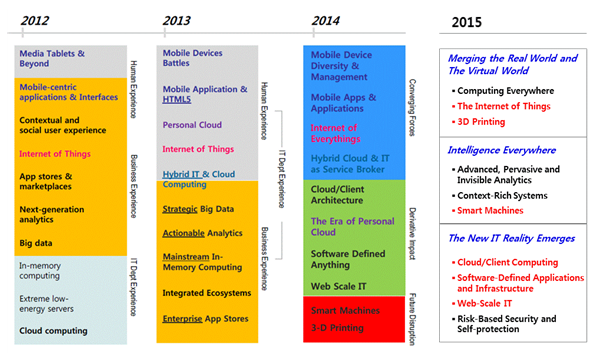 2012
2013
2014
2015
Media Tablets &
Beyond
Mobile-centric
applications & Interfaces
Contextual and
social user experience
Internet of Things
App stores &
marketplaces
Next-generation
analytics
Big data
In-memory
computing
Extreme low-
energy servers
Cloud computing
Human Experience
Business Experience
IT Dept Experience
Mobile Devices
Battles
Mobile Application &
HTML5
Personal Cloud
Internet of Things
Hybrid IT & Cloud
Computing
Strategic Big Data
Actionable Analytics
Mainstream In-
Memory Computing
Integrated Ecosystems
Enterprise App Stores
Human Experience
IT Dept Experience
Business Experience
Mobile Device
Diversity &
Management
Mobile Apps &
Applications
Internet of
Everythings
Hybrid Cloud & IT
as Service Broker
Cloud/Client
Architecture
The Era of Personal
Cloud
Software Defined
Anything
Web Scale IT
Smart Machines
3-D Printing
Converging Forces
Derivative Impact
Future Disruption
Merging the Real World and
The Virtual World
• Computing Everywhere
• The Internet of Things
• 3D Printing
Intelligence Everywhere
• Advanced, Pervasive and
Invisible Analytics
• Context-Rich Systems
• Smart Machines
The New IT Reality Emerges
• Cloud/Client Computing
• Software-Defined Applications
and Infrastructure
• Web-Scale IT
• Risk-Based Security and
Self-protection